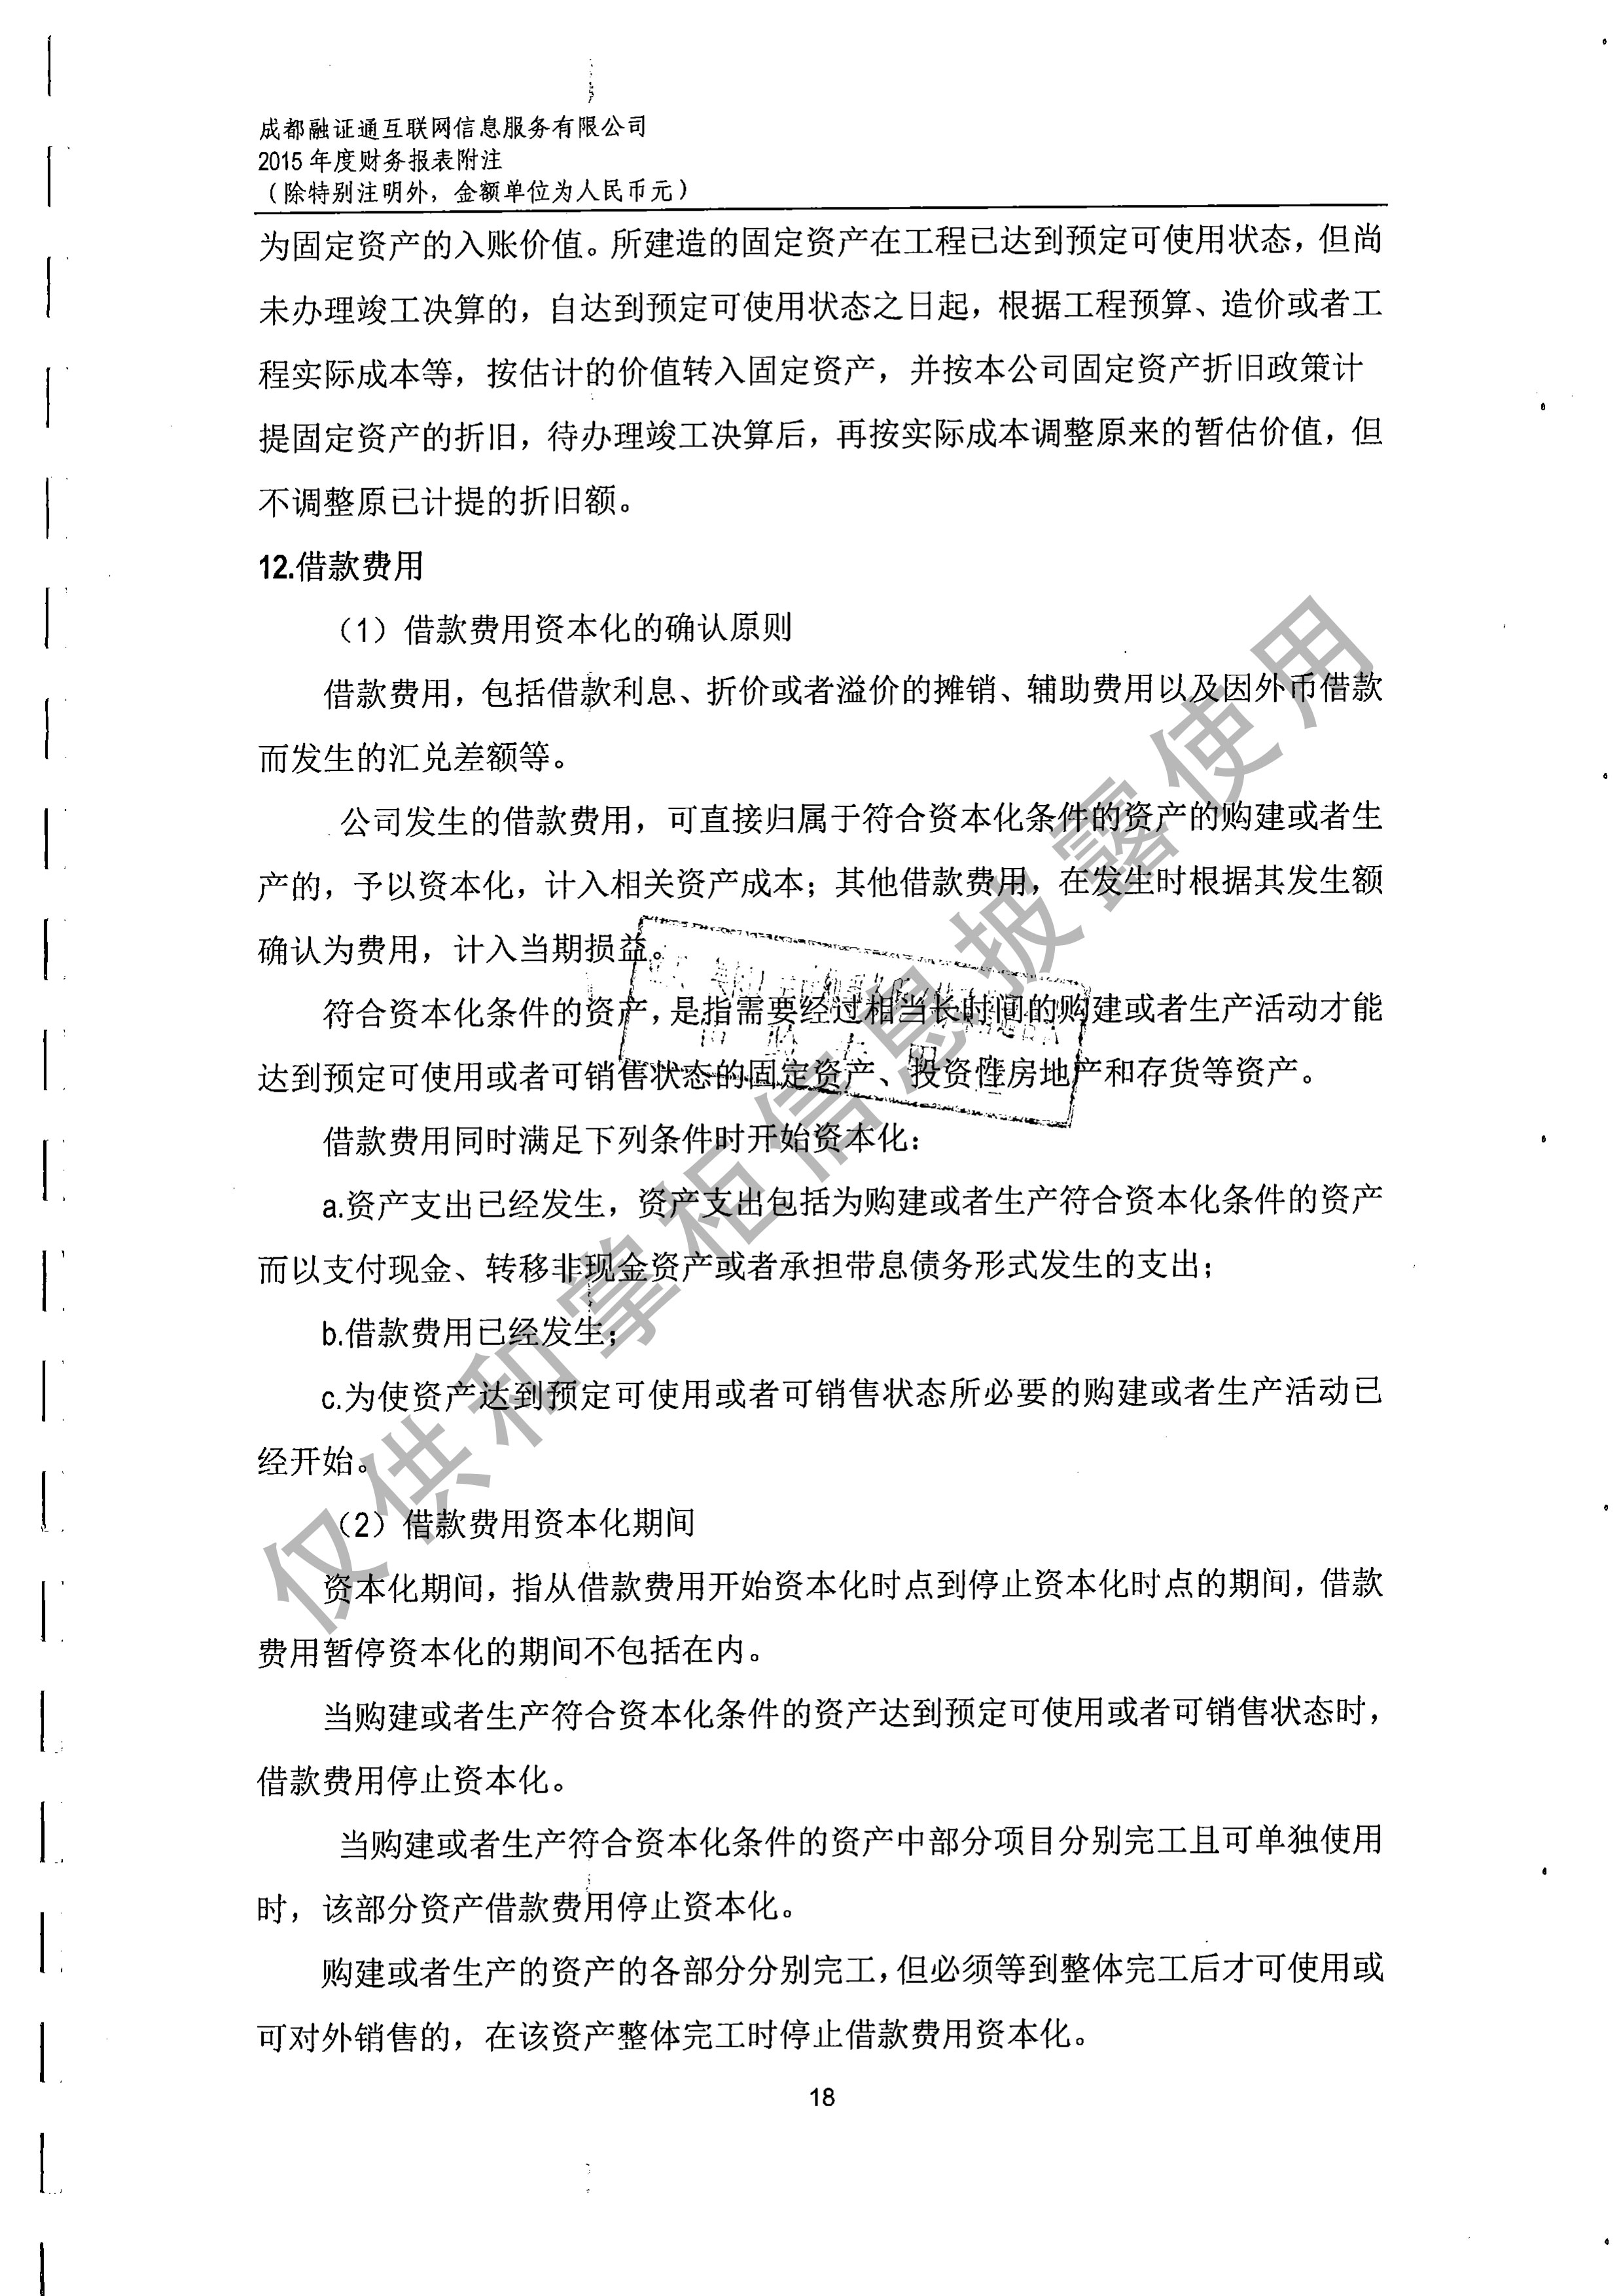 成都融证通互联网信息服务有限公司
2015 年度财务报表附注
（除特别注明外，金额单位为人民币元）
为固定资产的入账价值。所建造的固定资产在工程已达到预定可使用状态，但尚
未办理竣工决算的，自达到预定可使用状态之日起，根据工程预算、造价或者工
程实际成本等，按估计的价值转入固定资产，并按本公司固定资产折旧政策计
提固定资产的折旧，待办理竣工决算后，再按实际成本调整原来的暂估价值，但
不调整原已计提的折旧额。
12.借款费用
（1）借款费用资本化的确认原则
借款费用，包括借款利息、折价或者溢价的摊销、辅助费用以及因外币借款
而发生的汇兑差额等。
公司发生的借款费用，可直接归属于符合资本化条件的资产的购建或者生
产的，予以资本化，计入相关资产成本；其他借款费用，在发生时根据其发生额
确认为费用，计入当期损益。
符合资本化条件的资产，是指需要经过相当长时间的购建或者生产活动才能
达到预定可使用或者可销售状态的固定资产、投资性房地产和存货等资产。
借款费用同时满足下列条件时开始资本化：
a.资产支出已经发生，资产支出包括为购建或者生产符合资本化条件的资产
而以支付现金、转移非现金资产或者承担带息债务形式发生的支出；
b.借款费用已经发生；
c.为使资产达到预定可使用或者可销售状态所必要的购建或者生产活动已
经开始。
（2）借款费用资本化期间
资本化期间，指从借款费用开始资本化时点到停止资本化时点的期间，借款
费用暂停资本化的期间不包括在内。
当购建或者生产符合资本化条件的资产达到预定可使用或者可销售状态时，
借款费用停止资本化。
当购建或者生产符合资本化条件的资产中部分项目分别完工且可单独使用
时，该部分资产借款费用停止资本化。
购建或者生产的资产的各部分分别完工，但必须等到整体完工后才可使用或
可对外销售的，在该资产整体完工时停止借款费用资本化。
18
仅供和掌柜信息披露使用